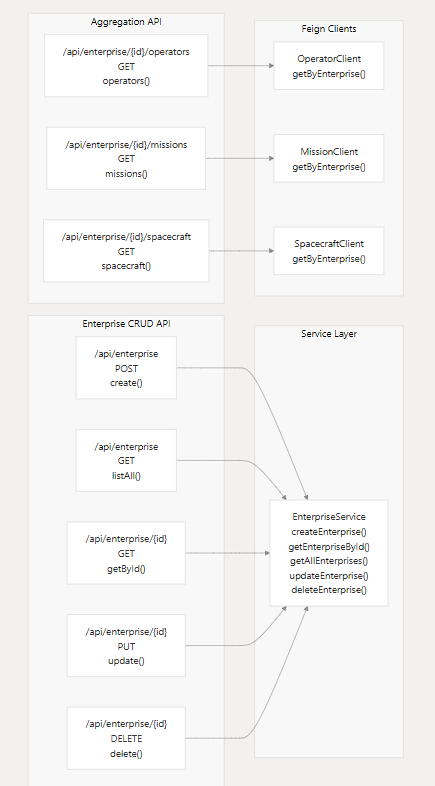 Aggregation API
/api/enterprise/{id}/operators
GET
operators()
/api/enterprise/{id}/missions
GET
missions()
/api/enterprise/{id}/spacecraft
GET
spacecraft()
Feign Clients
OperatorClient
getByEnterprise()
MissionClient
getByEnterprise()
SpacecraftClient
getByEnterprise()
Enterprise CRUD API
/api/enterprise
POST
create()
/api/enterprise
GET
listAll()
/api/enterprise/{id}
GET
getById()
/api/enterprise/{id}
PUT
update()
/api/enterprise/{id}
DELETE
delete()
Service Layer
EnterpriseService
createEnterprise()
getEnterpriseById()
getAllEnterprises()
updateEnterprise()
deleteEnterprise()